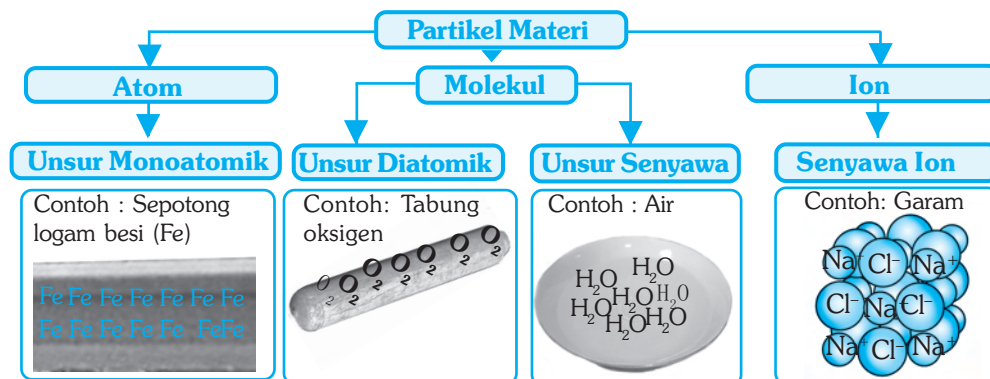 Partikel Materi
Atom
Molekul
Ion
Unsur Monoatomik
Unsur Diatomik
Unsur Senyawa
Senyawa Ion
Contoh : Sepotong
logam besi (Fe)
Fe Fe Fe Fe Fe Fe Fe
Fe Fe Fe Fe Fe FeFe
Contoh: Tabung
oksigen
O₂ O₂ O₂ O₂ O₂ O₂ O₂
Contoh : Air
H₂O
H₂O
H₂O H₂O
H₂O
H₂O H₂O
Contoh: Garam
Na⁺ Cl⁻ Na⁺
Cl⁻ Na⁺ Cl⁻
Na⁺ Cl⁻ Na⁺